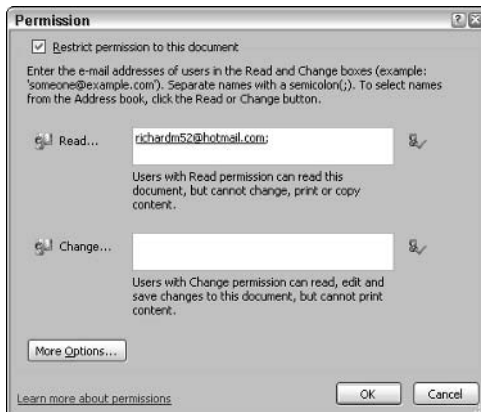 Permission
Restrict permission to this document
Enter the e-mail addresses of users in the Read and Change boxes (example:
'someone@example.com'). Separate names with a semicolon(;). To select names
from the Address book, click the Read or Change button.
Read...
richardm52@hotmail.com;
Users with Read permission can read this
document, but cannot change, print or copy
content.
Change...
Users with Change permission can read, edit and
save changes to this document, but cannot print
content.
More Options...
Learn more about permissions
OK
Cancel